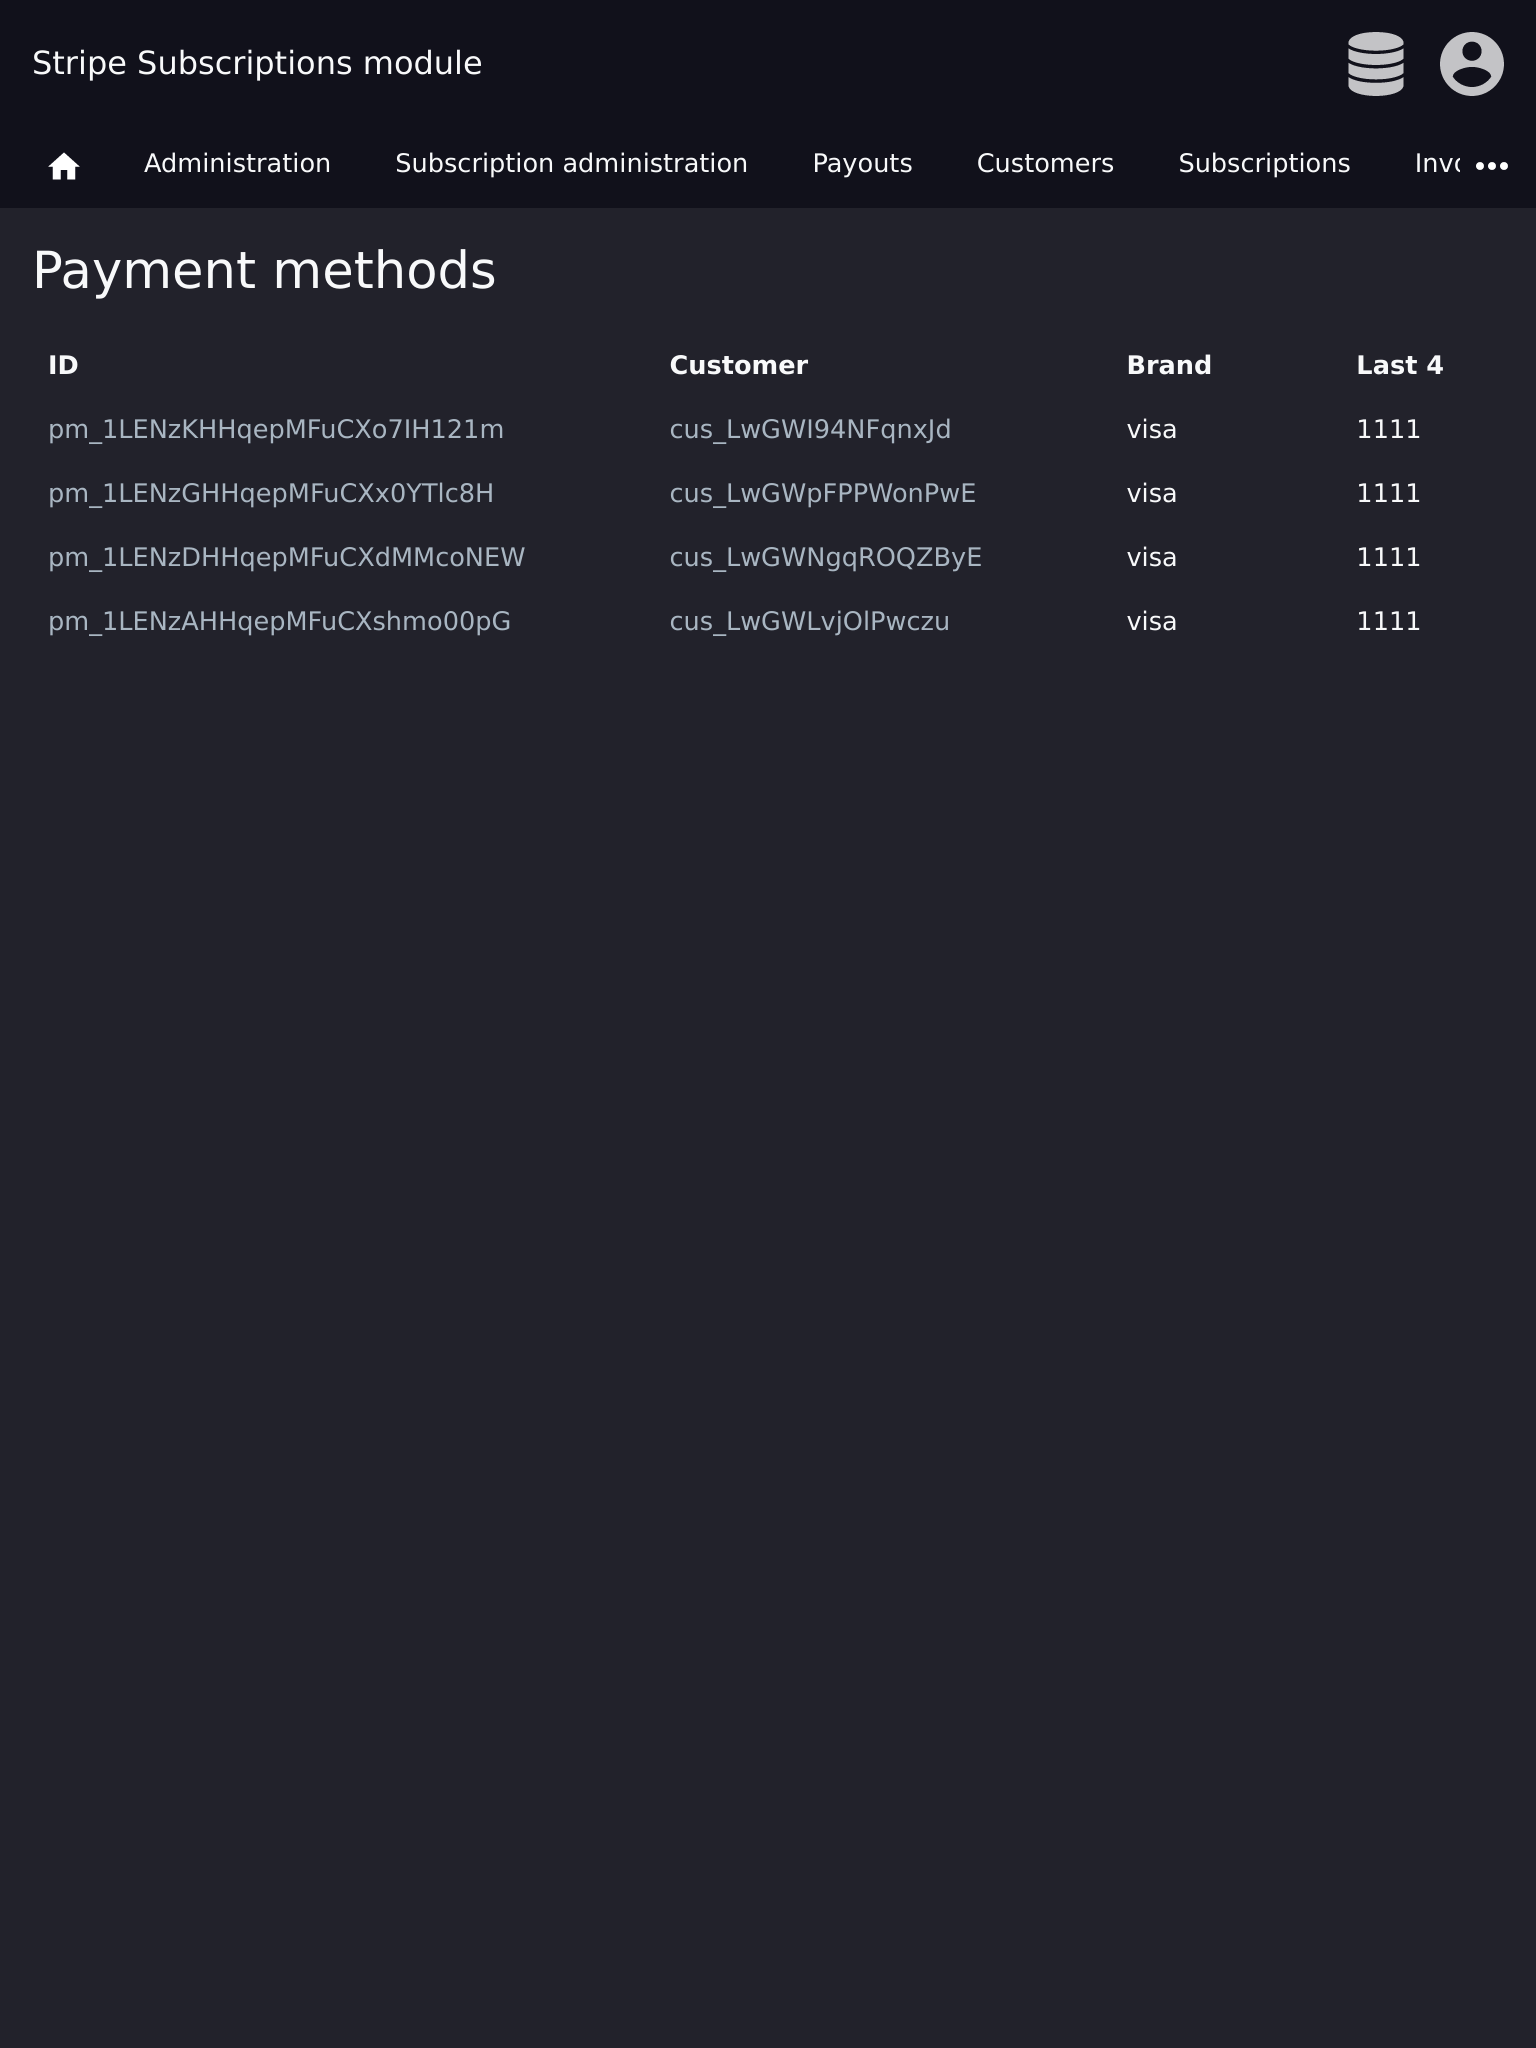 Stripe Subscriptions module
Administration Subscription administration Payouts Customers Subscriptions
Payment methods
ID Customer Brand Last 4
pm_1LENzKHHqepMFuCXo7IH121m cus_LwGWI94NFqnxJd visa 1111
pm_1LENzGHHqepMFuCXx0YTlc8H cus_LwGWpFPPWonPwE visa 1111
pm_1LENzDHHqepMFuCXdMMcoNEW cus_LwGWNgqROQZByE visa 1111
pm_1LENzAHHqepMFuCXshmo00pG cus_LwGWLvjOlPwczu visa 1111